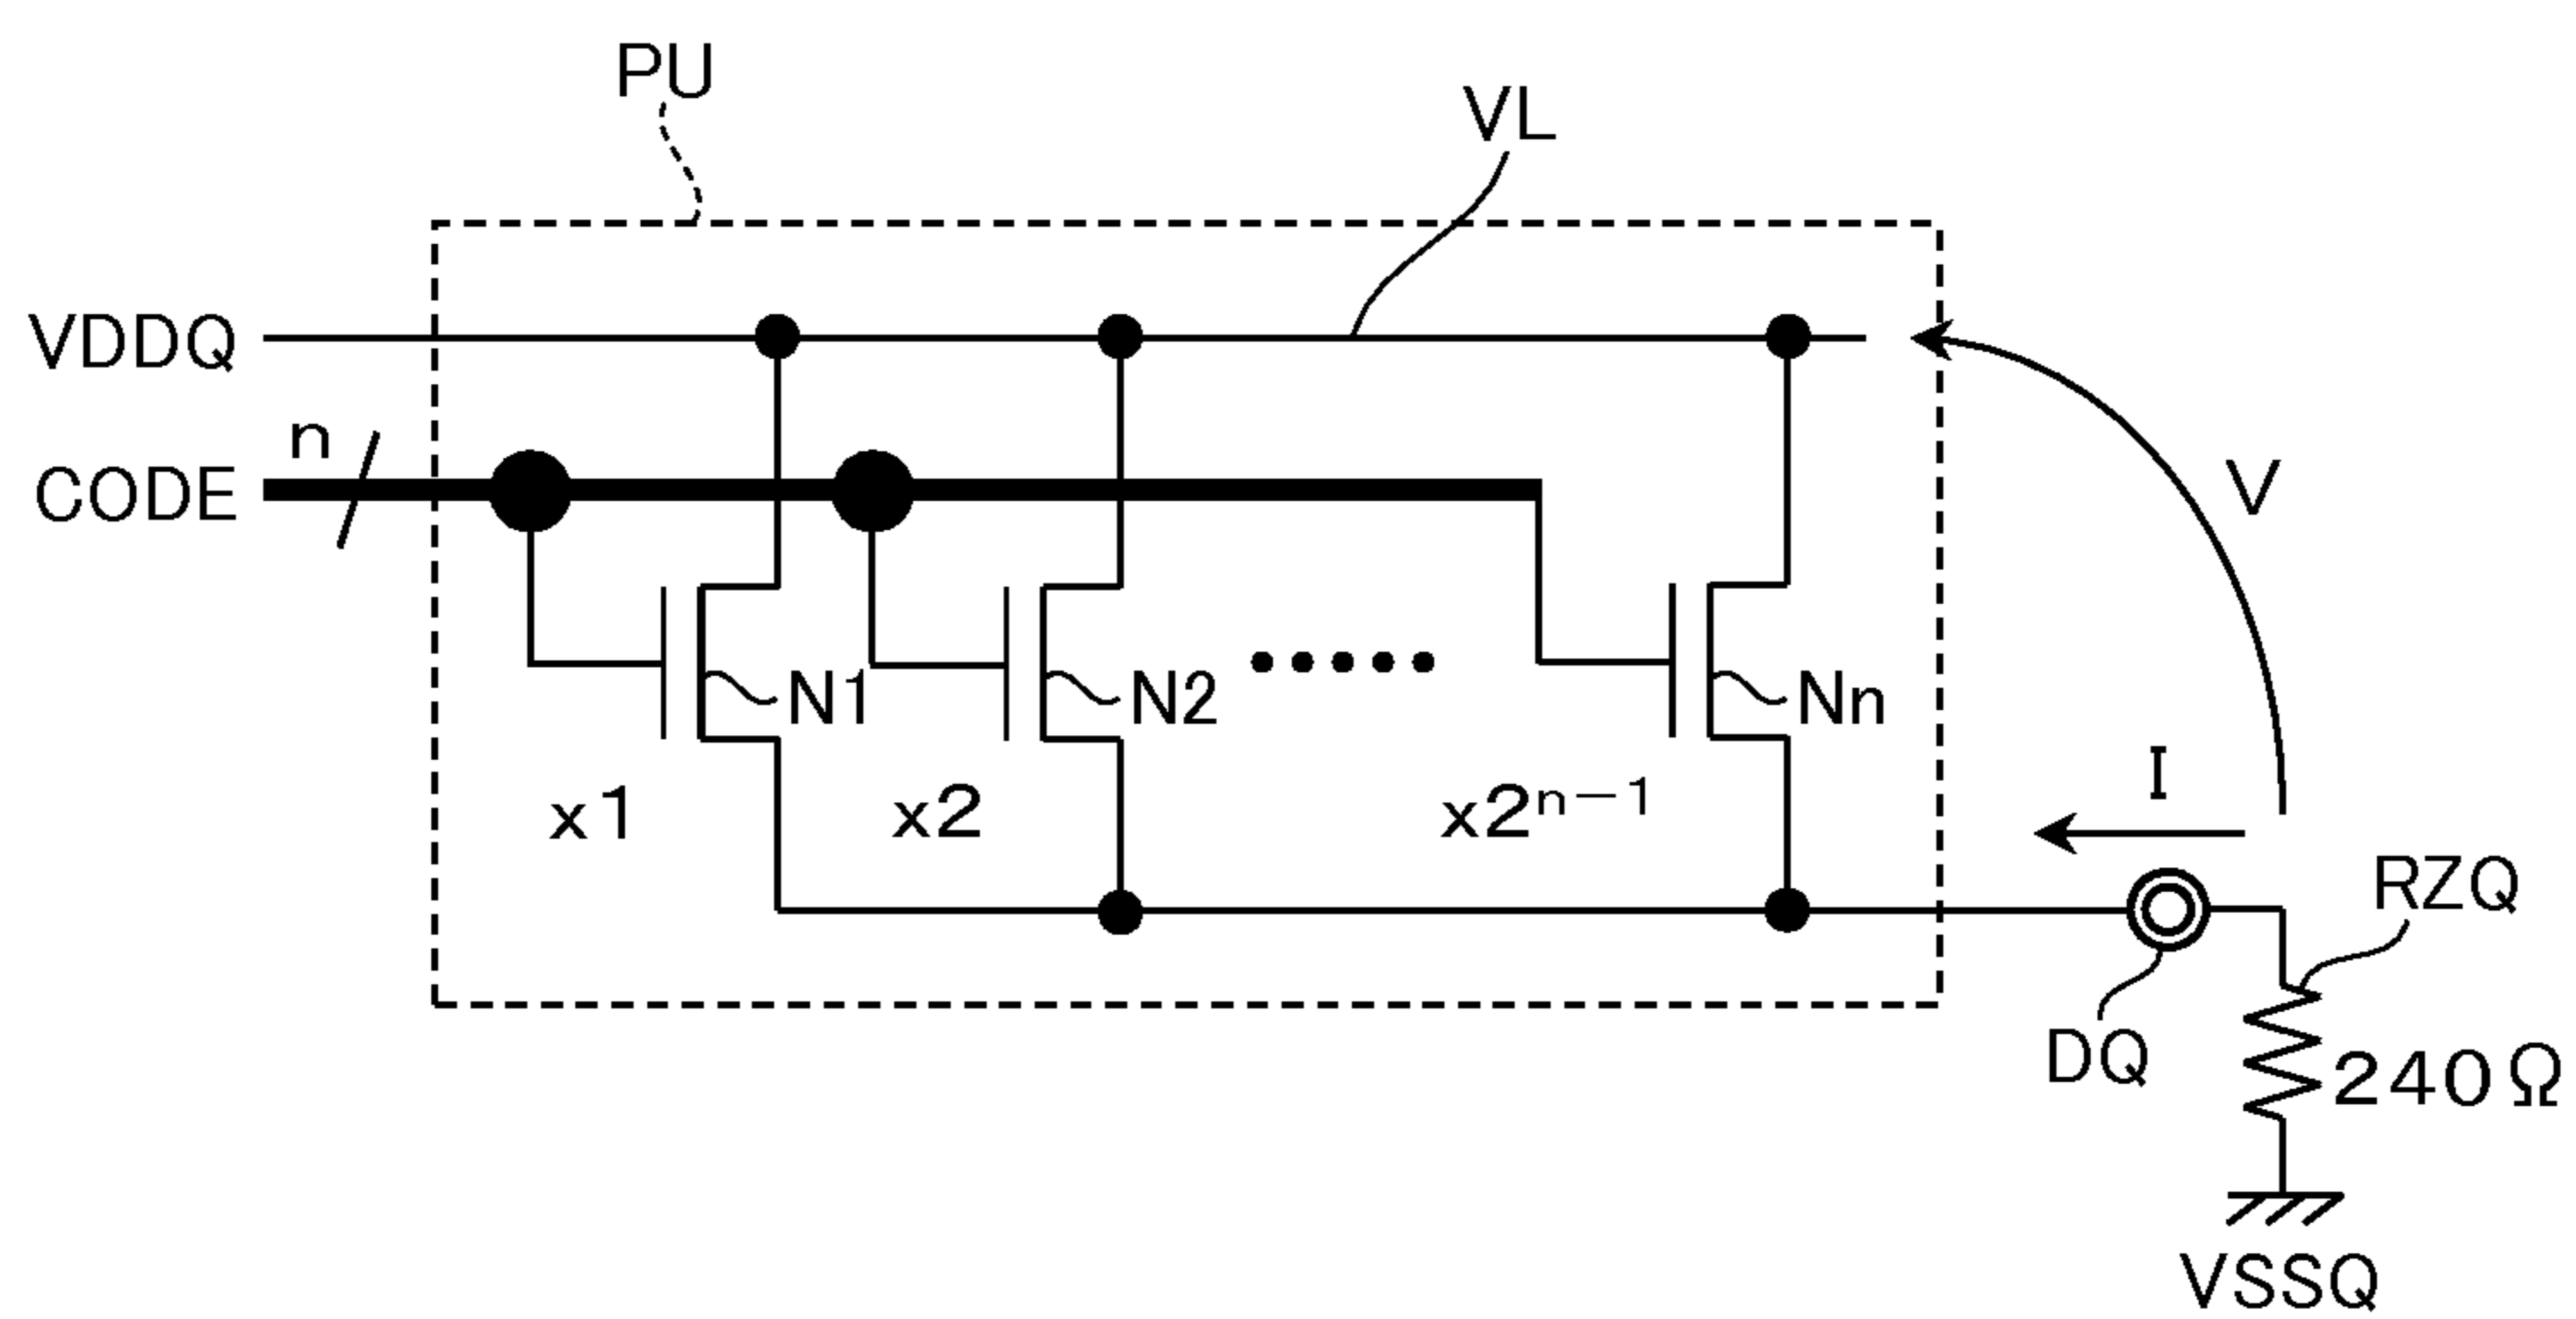 PU
VL
VDDQ
n
CODE
V
N1
N2
Nn
x1
x2
x2ⁿ⁻¹
I
RZQ
DQ
240Ω
VSSQ